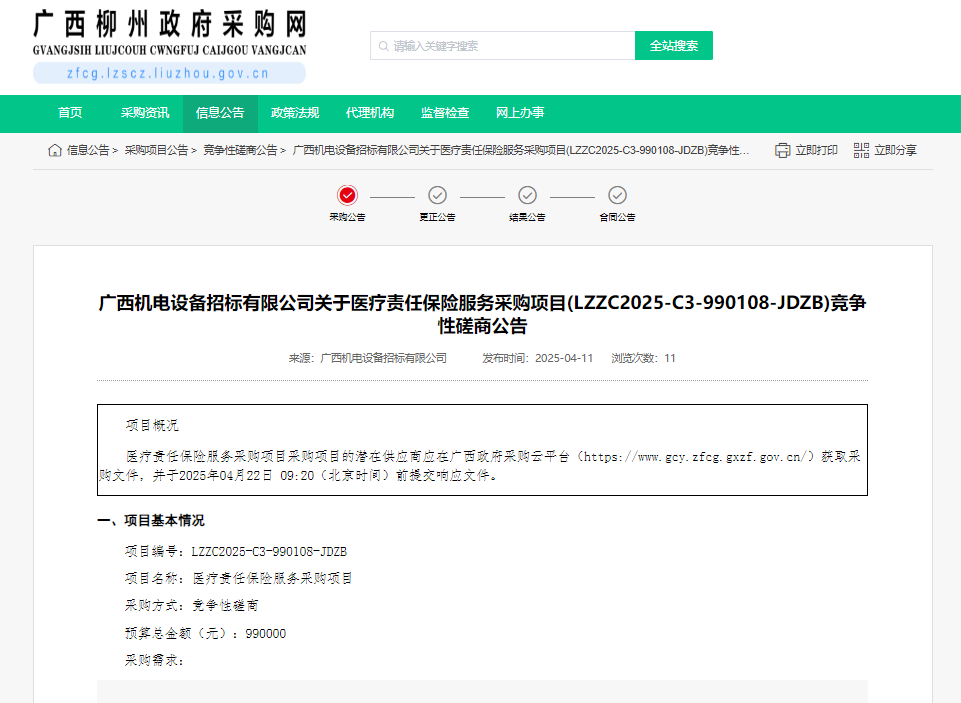 广西柳州政府采购网
GVANGJSIH LIUJCOUH CWNGFUJ CAIJGOU VANGJCAN
zfcg.lzscz.liuzhou.gov.cn
请输入关键字搜索
全站搜索
首页 采购资讯 信息公告 政策法规 代理机构 监督检查 网上办事
信息公告 > 采购项目公告 > 竞争性磋商公告 > 广西机电设备招标有限公司关于医疗责任保险服务采购项目(LZZC2025-C3-990108-JDZB)竞争性... 立即打印 立即分享
采购公告 更正公告 结果公告 合同公告
广西机电设备招标有限公司关于医疗责任保险服务采购项目(LZZC2025-C3-990108-JDZB)竞争
性磋商公告
来源：广西机电设备招标有限公司 发布时间：2025-04-11 浏览次数：11
项目概况
医疗责任保险服务采购项目采购项目的潜在供应商应在广西政府采购云平台（https://www.gcy.zfcg.gxzf.gov.cn/）获取采
购文件，并于2025年04月22日 09:20（北京时间）前提交响应文件。
一、项目基本情况
项目编号：LZZC2025-C3-990108-JDZB
项目名称：医疗责任保险服务采购项目
采购方式：竞争性磋商
预算总金额（元）：990000
采购需求：